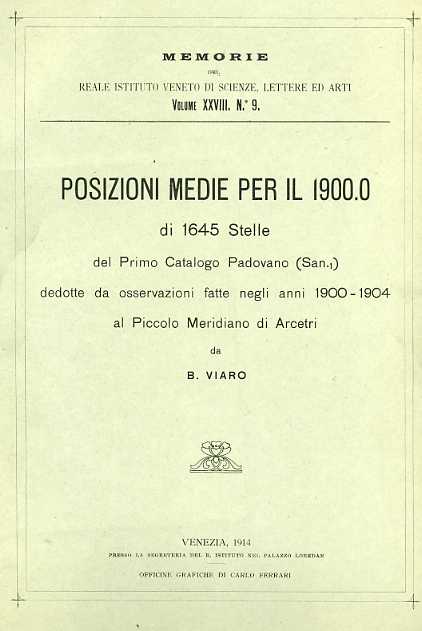 MEMORIE
DEL
REALE ISTITUTO VENETO DI SCIENZE, LETTERE ED ARTI
VOLUME XXVIII. N.° 9.
POSIZIONI MEDIE PER IL 1900.0
di 1645 Stelle
del Primo Catalogo Padovano (San.₁)
dedotte da osservazioni fatte negli anni 1900-1904
al Piccolo Meridiano di Arcetri
da
B. VIARO
VENEZIA, 1914
PRESSO LA SEGRETERIA DEL R. ISTITUTO NEL PALAZZO LOREDAN
OFFICINE GRAFICHE DI CARLO FERRARI